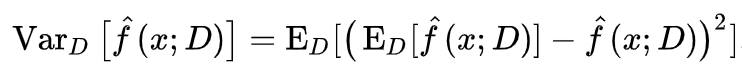 Var_D [f̂(x; D)] = E_D[(E_D[f̂(x; D)] − f̂(x; D))²]